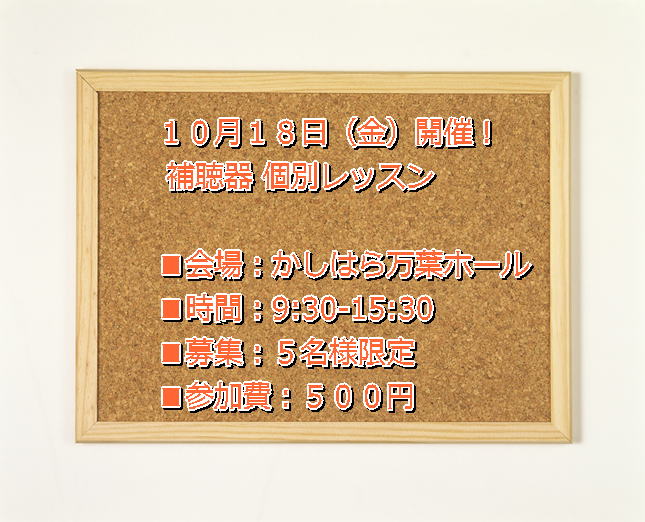 １０月１８日（金）開催！
補聴器 個別レッスン
■会場：かしはら万葉ホール
■時間：9:30-15:30
■募集：５名様限定
■参加費：５００円